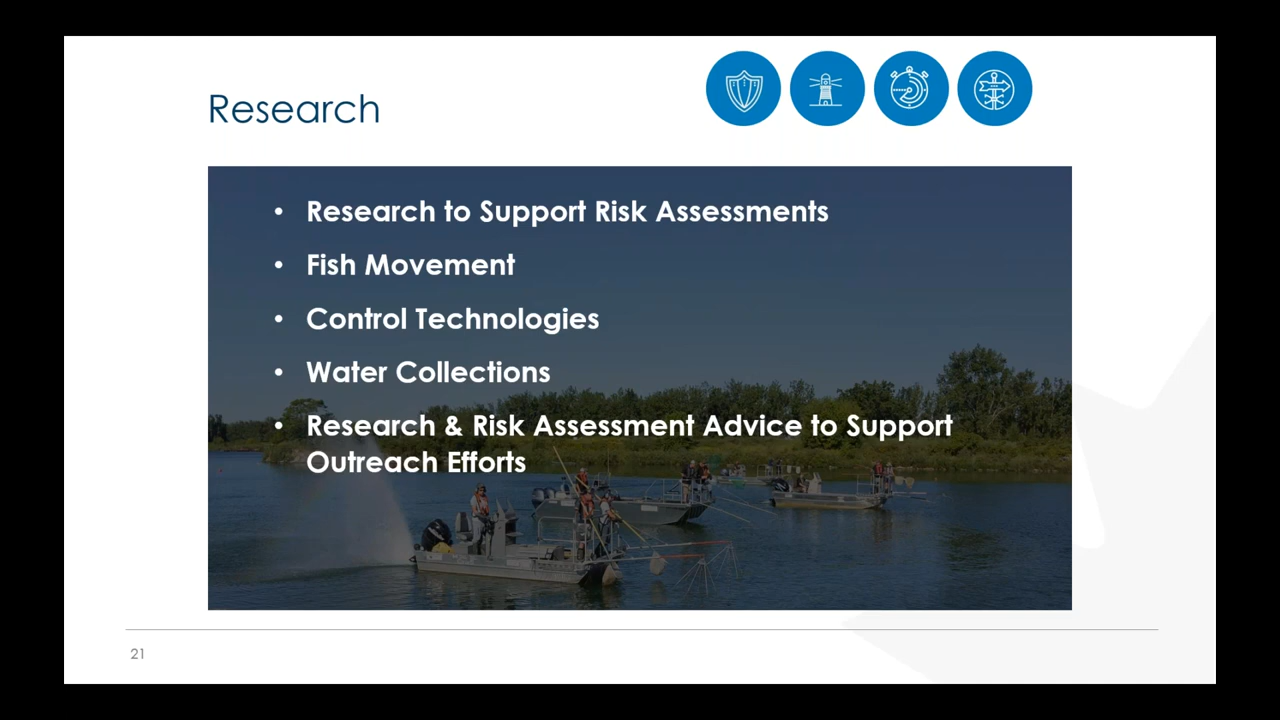 Research
• Research to Support Risk Assessments
• Fish Movement
• Control Technologies
• Water Collections
• Research & Risk Assessment Advice to Support
Outreach Efforts
21